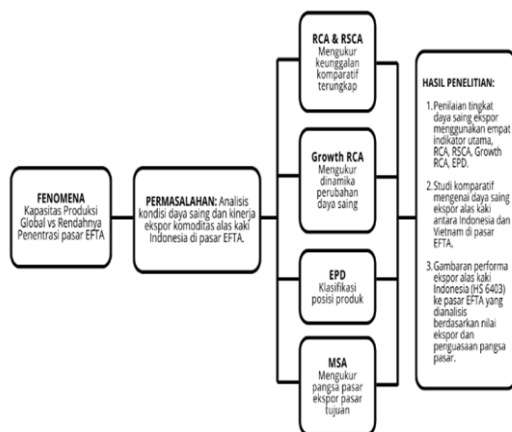 FENOMENA
Kapasitas Produksi
Global vs Rendahnya
Penentrasi pasar EFTA
PERMASALAHAN: Analisis
kondisi daya saing dan kinerja
ekspor komoditas alas kaki
Indonesia di pasar EFTA.
RCA & RSCA
Mengukur
keunggalan
komparatif
terungkap
Growth RCA
Mengukur
dinamika
perubahan
daya saing
EPD
Klasifikasi
posisi produk
MSA
Mengukur
pangsa pasar
ekspor pasar
tujuan
HASIL PENELITIAN:
1.Penilaian tingkat
daya saing ekspor
menggunakan empat
indikator utama,
RCA, RSCA, Growth
RCA, EPD.
2.Studi komparatif
mengenai daya saing
ekspor alas kaki
antara Indonesia dan
Vietnam di pasar
EFTA.
3.Gambaran performa
ekspor alas kaki
Indonesia (HS 6403)
ke pasar EFTA yang
dianalisis
berdasarkan nilai
ekspor dan
penguasaan pangsa
pasar.